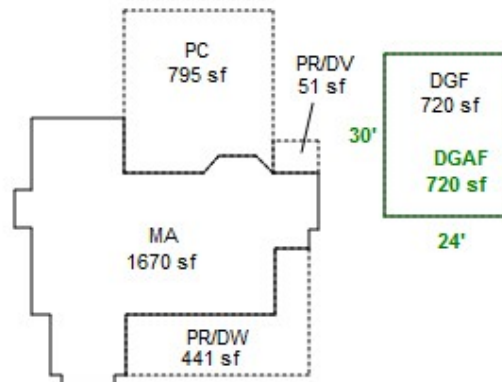 PC
795 sf
PR/DV
51 sf
DGF
720 sf
30'
DGAF
720 sf
24'
MA
1670 sf
PR/DW
441 sf